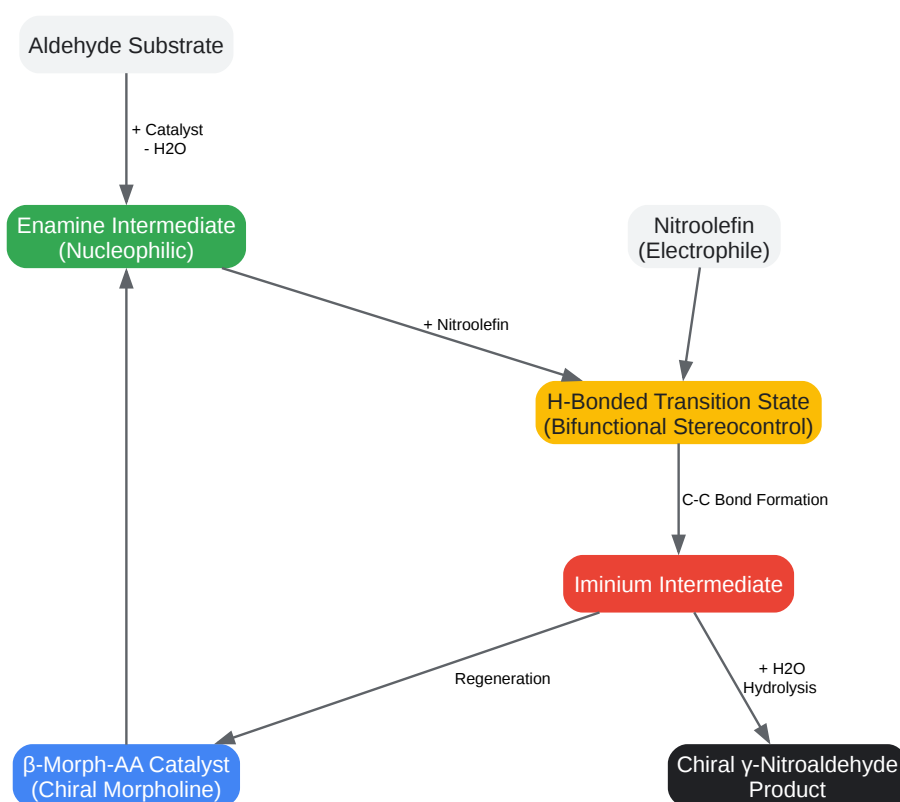 Aldehyde Substrate
+ Catalyst
- H2O
Enamine Intermediate
(Nucleophilic)
Nitroolefin
(Electrophile)
+ Nitroolefin
H-Bonded Transition State
(Bifunctional Stereocontrol)
C-C Bond Formation
Iminium Intermediate
Regeneration
+ H2O
Hydrolysis
β-Morph-AA Catalyst
(Chiral Morpholine)
Chiral γ-Nitroaldehyde
Product